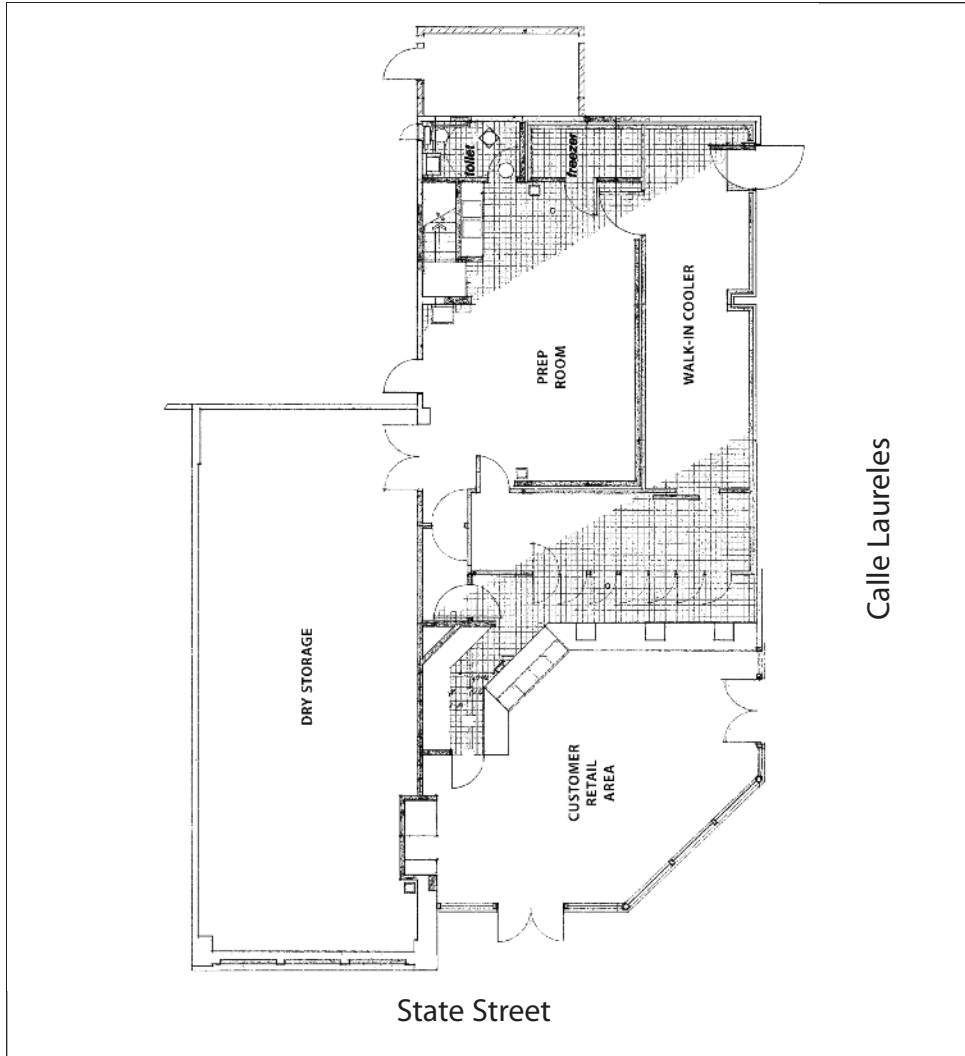 toilet
freezer
WALK-IN COOLER
PREP
ROOM
Calle Laureles
DRY STORAGE
CUSTOMER
RETAIL
AREA
State Street